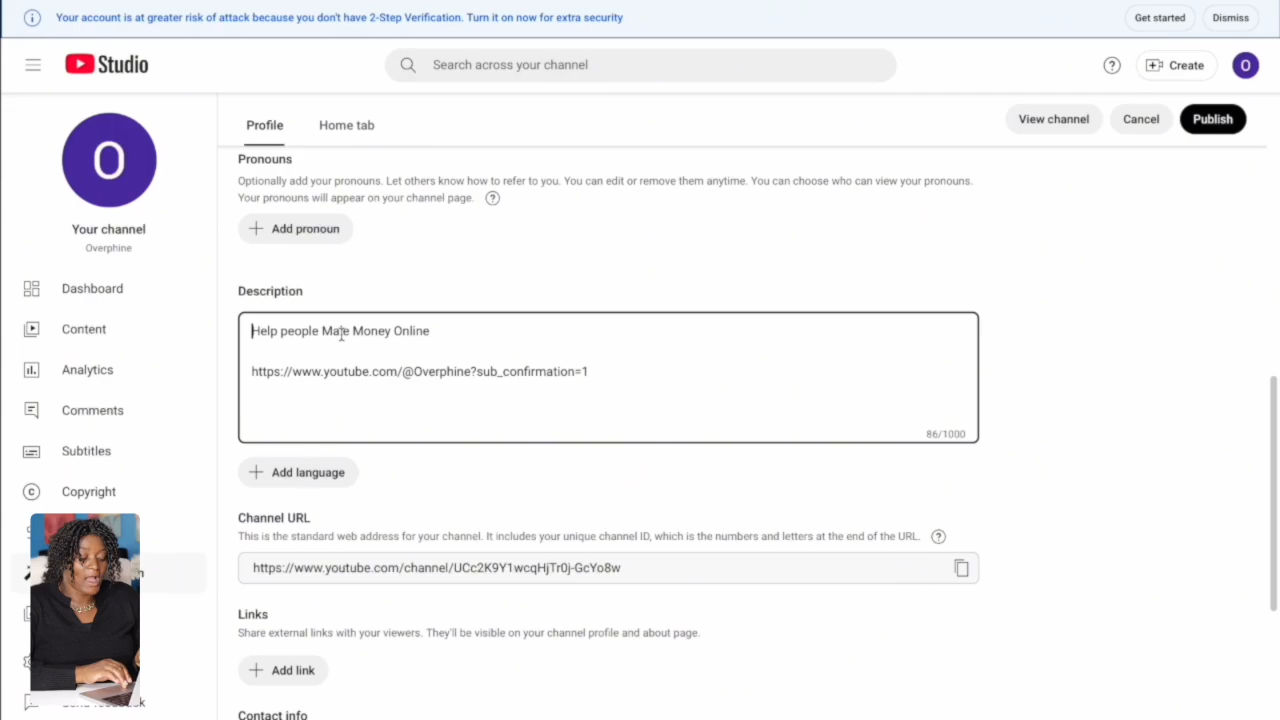 Your account is at greater risk of attack because you don't have 2-Step Verification. Turn it on now for extra security
Get started
Dismiss
Studio
Search across your channel
Create
O
O
Profile
Home tab
View channel
Cancel
Publish
Pronouns
Optionally add your pronouns. Let others know how to refer to you. You can edit or remove them anytime. You can choose who can view your pronouns.
Your pronouns will appear on your channel page.
Add pronoun
Your channel
Overphine
Dashboard
Content
Analytics
Comments
Subtitles
Copyright
Description
Help people Make Money Online
https://www.youtube.com/@Overphine?sub_confirmation=1
86/1000
Add language
Channel URL
This is the standard web address for your channel. It includes your unique channel ID, which is the numbers and letters at the end of the URL.
https://www.youtube.com/channel/UCc2K9Y1wcqHjTr0j-GcYo8w
Links
Share external links with your viewers. They'll be visible on your channel profile and about page.
Add link
Contact info